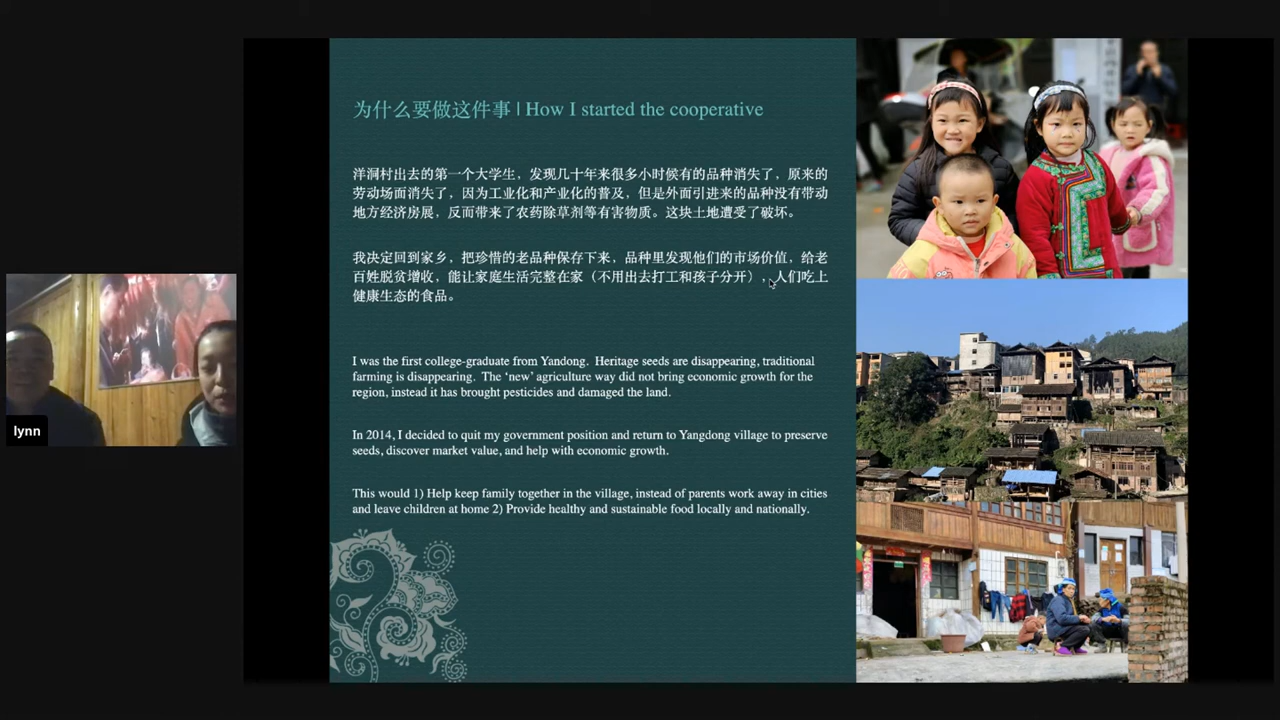 为什么要做这件事 | How I started the cooperative
洋洞村出去的第一个大学生，发现几十年来很多小时候有的品种消失了，原来的
劳动场面消失了，因为工业化和产业化的普及，但是外面引进来的品种没有带动
地方经济房展，反而带来了农药除草剂等有害物质。这块土地遭受了破坏。
我决定回到家乡，把珍惜的老品种保存下来，品种里发现他们的市场价值，给老
百姓脱贫增收，能让家庭生活完整在家（不用出去打工和孩子分开），人们吃上
健康生态的食品。
I was the first college-graduate from Yandong. Heritage seeds are disappearing, traditional
farming is disappearing. The ‘new’ agriculture way did not bring economic growth for the
region, instead it has brought pesticides and damaged the land.
In 2014, I decided to quit my government position and return to Yangdong village to preserve
seeds, discover market value, and help with economic growth.
This would 1) Help keep family together in the village, instead of parents work away in cities
and leave children at home 2) Provide healthy and sustainable food locally and nationally.
lynn